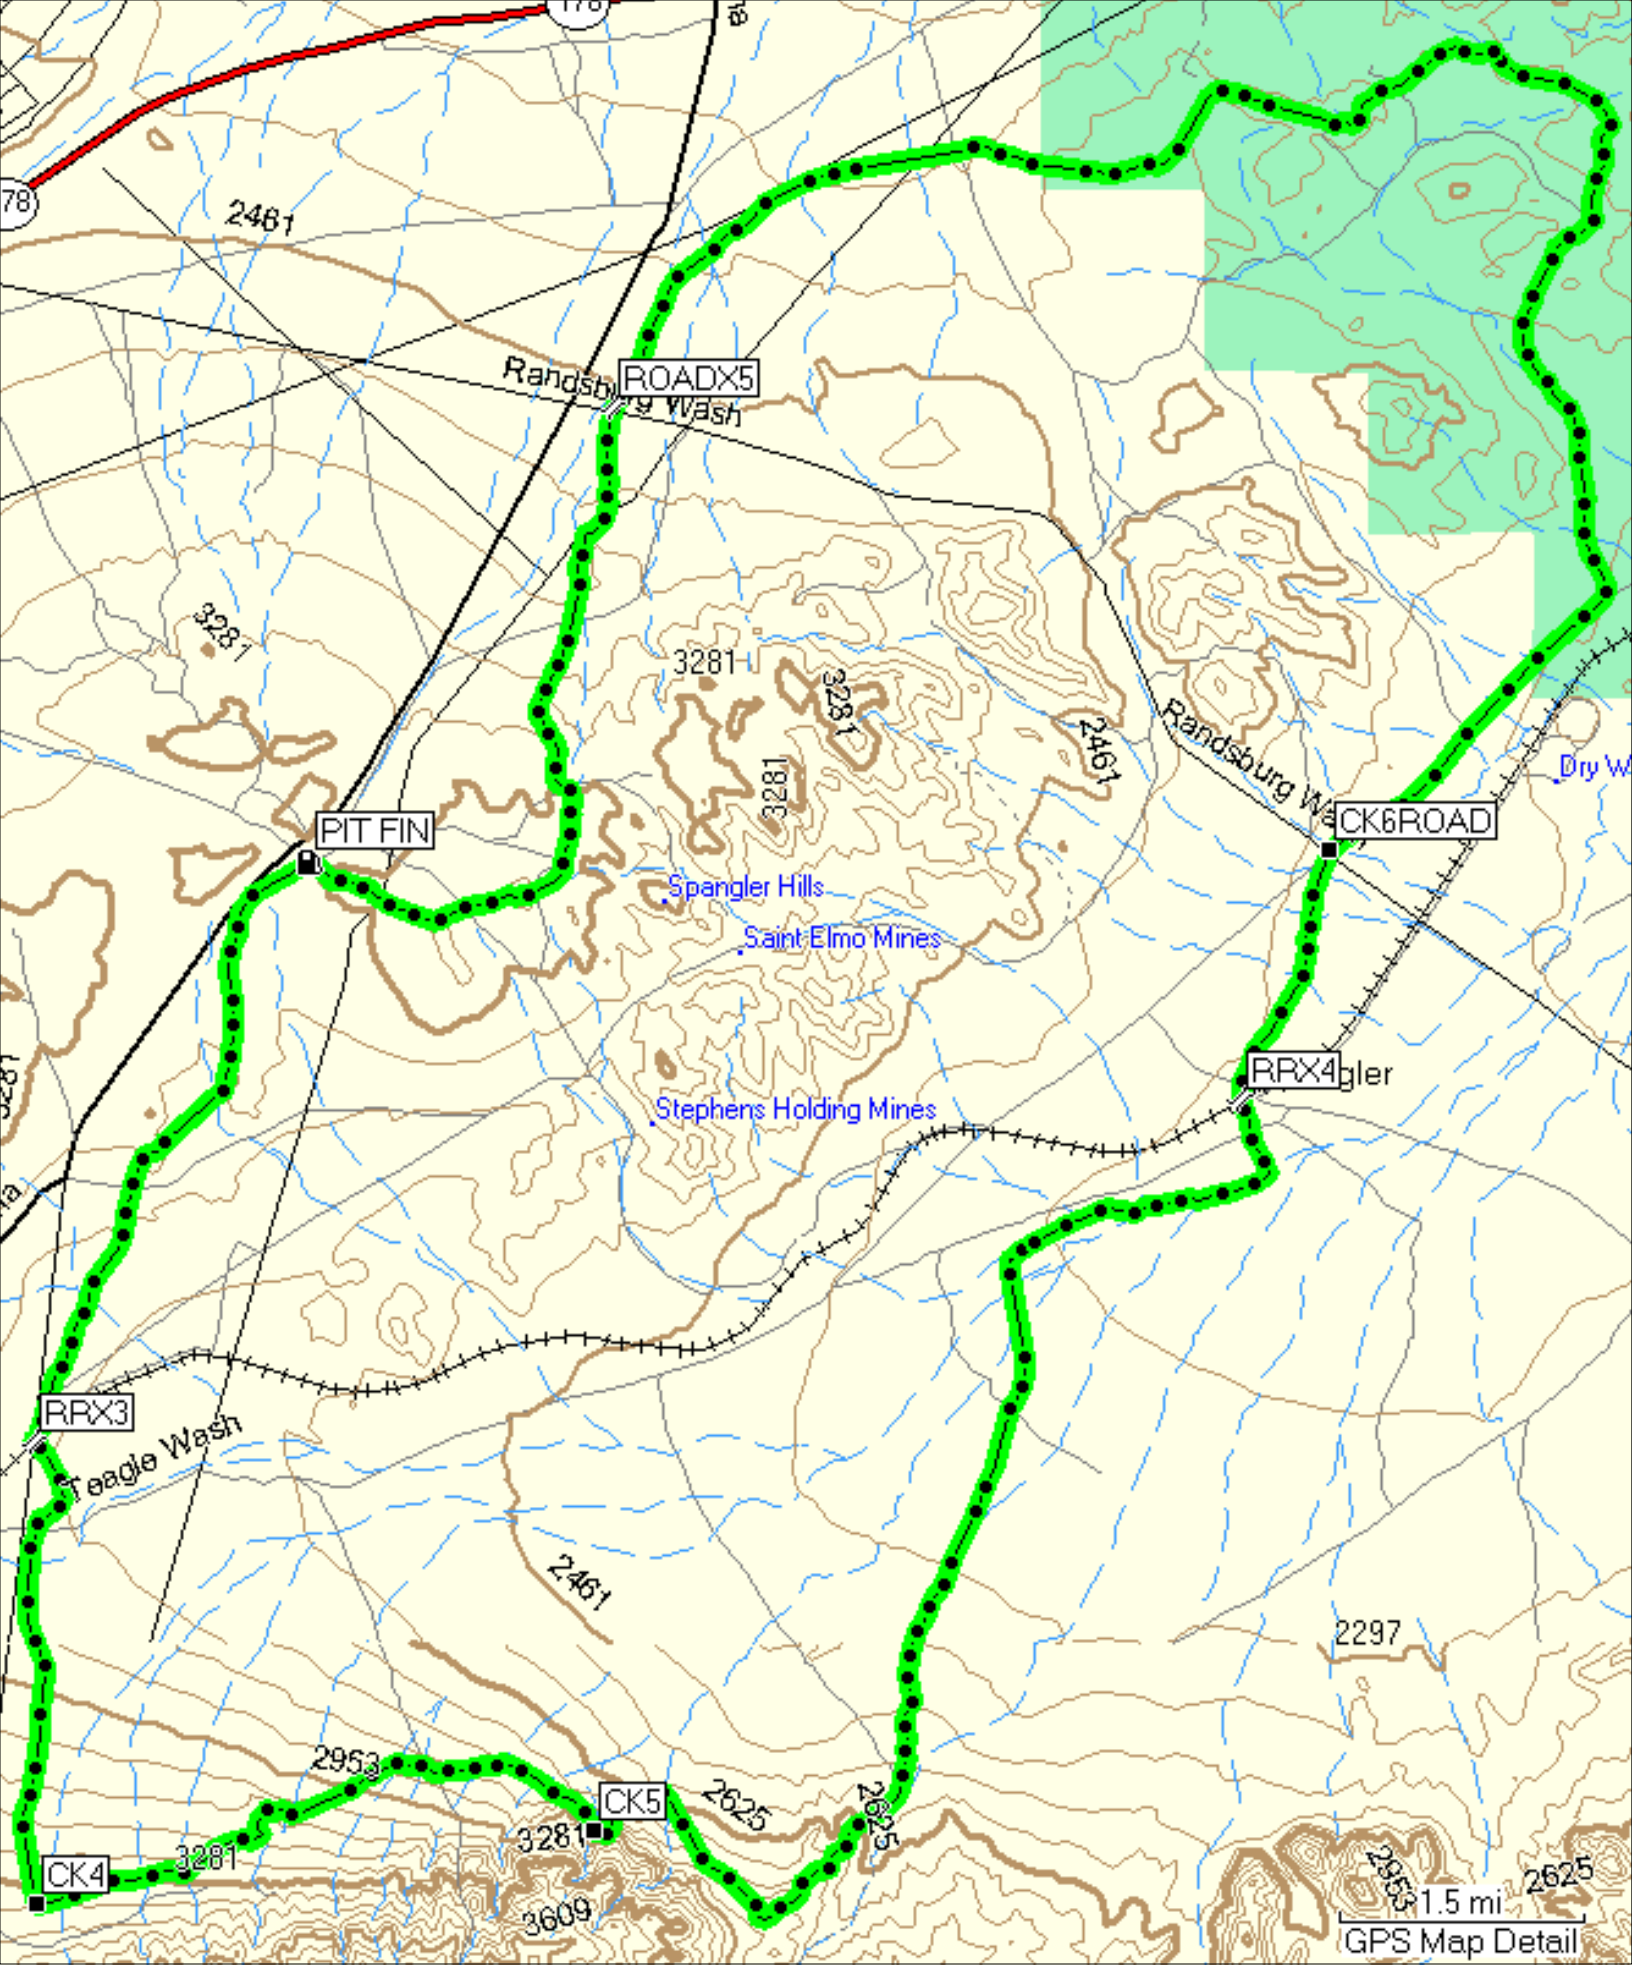 178
78
2461
Randsburg Wash
ROADX5
3281
3281
3281
3281
2461
Randsburg Wa
Dry W
CK6ROAD
PIT FIN
Spangler Hills
Saint Elmo Mines
3281
RRX4
gler
Stephens Holding Mines
RRX3
Teagle Wash
2461
2297
2953
CK5
2625
2625
3281
3281
CK4
3609
2953
2625
1.5 mi
GPS Map Detail